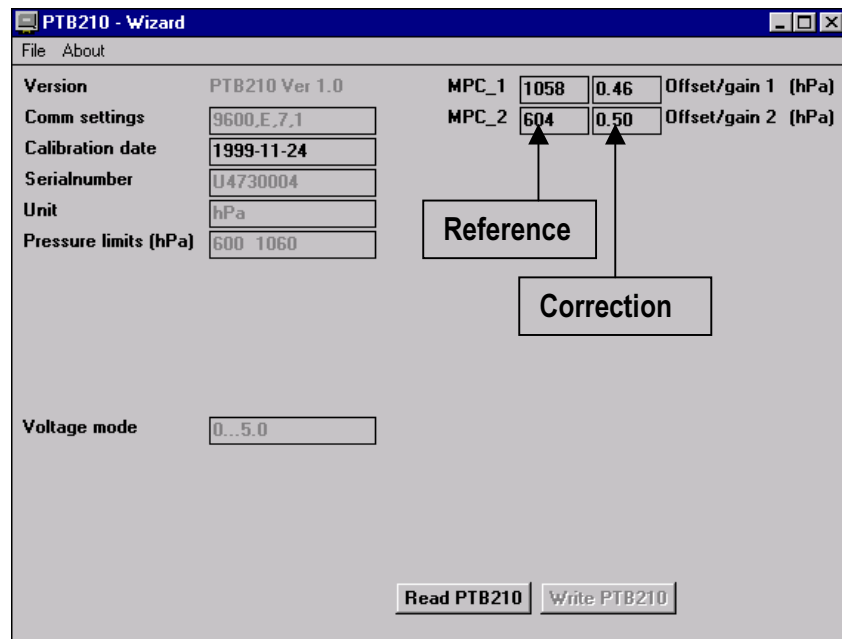 PTB210 - Wizard
File About
Version PTB210 Ver 1.0
Comm settings 9600,E,7,1
Calibration date 1999-11-24
Serialnumber U4730004
Unit hPa
Pressure limits (hPa) 600 1060
MPC_1 1058 0.46 Offset/gain 1 (hPa)
MPC_2 604 0.50 Offset/gain 2 (hPa)
Reference
Correction
Voltage mode 0...5.0
Read PTB210 Write PTB210